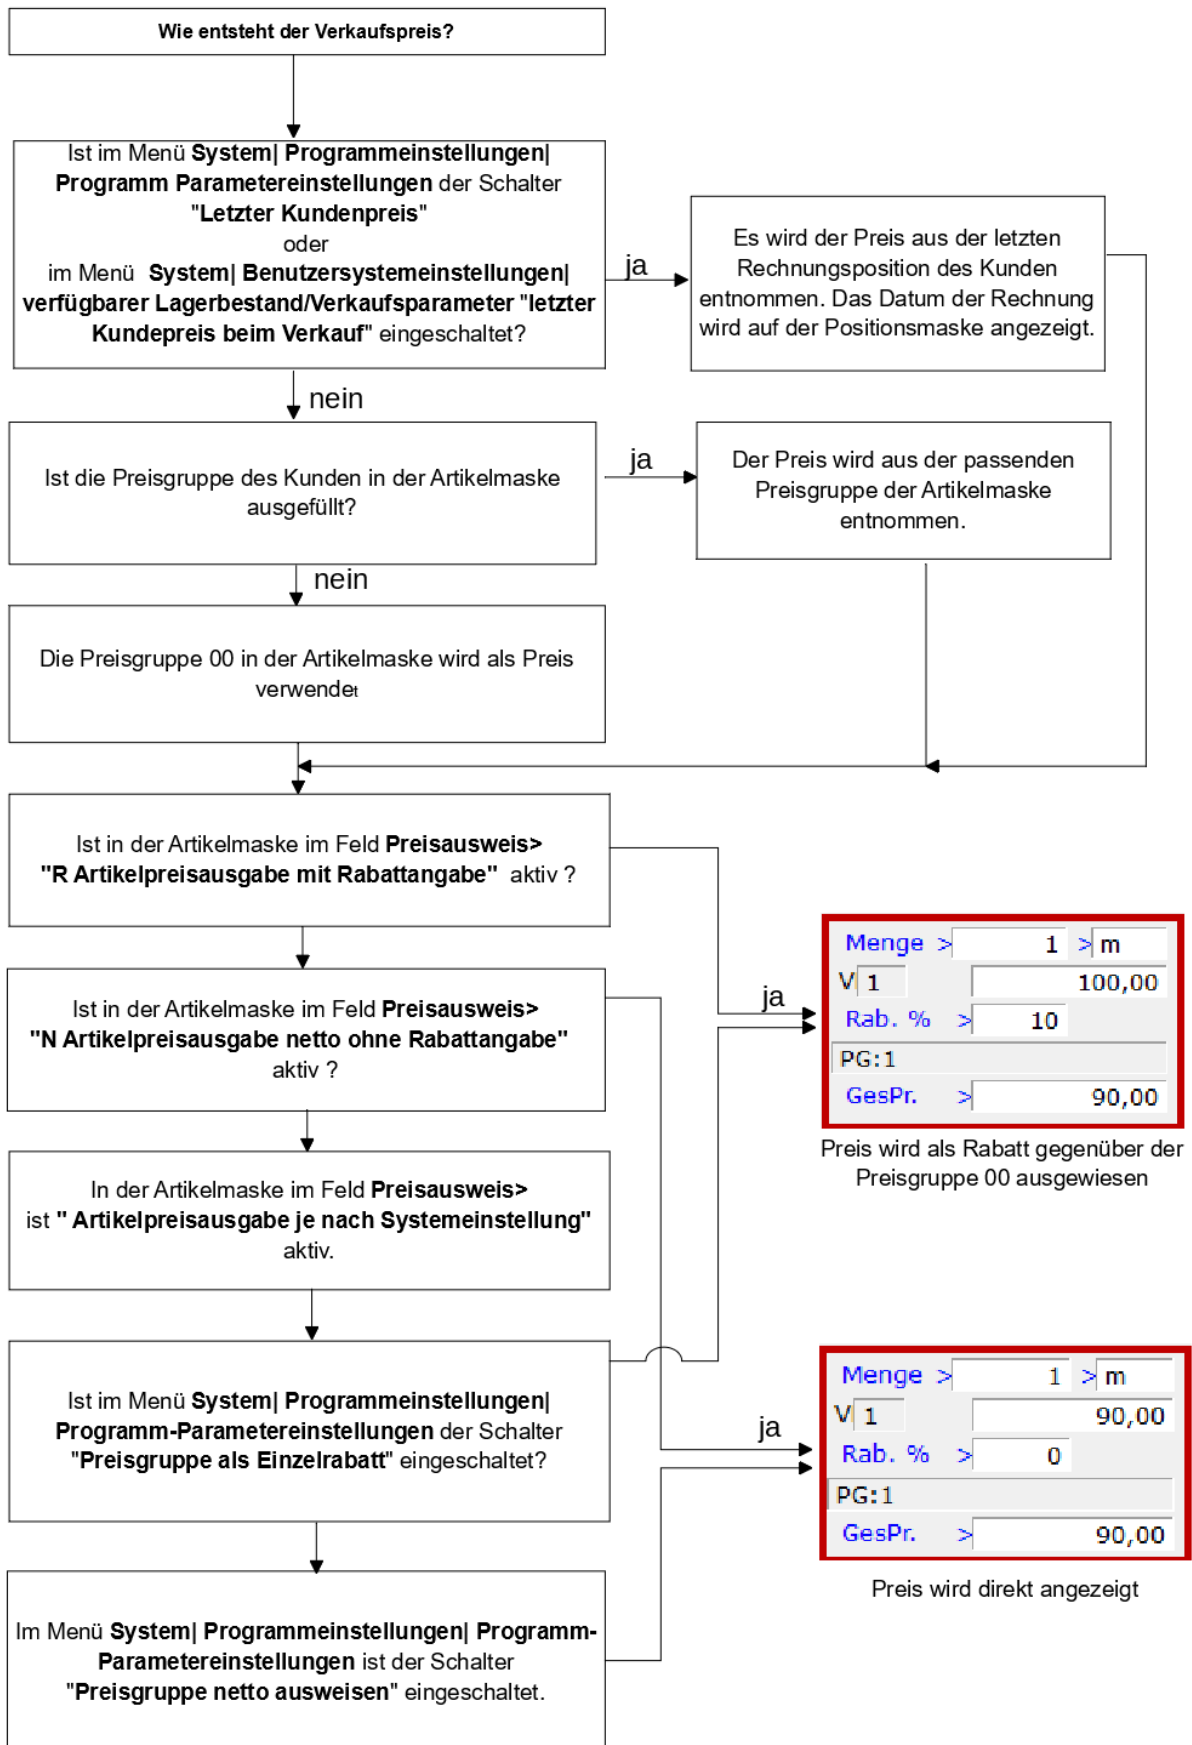 Wie entsteht der Verkaufspreis?
Ist im Menü System| Programmeinstellungen|
Programm Parametereinstellungen der Schalter
"Letzter Kundenpreis"
oder
im Menü System| Benutzersystemeinstellungen|
verfügbarer Lagerbestand/Verkaufsparameter "letzter
Kundepreis beim Verkauf" eingeschaltet?
ja
Es wird der Preis aus der letzten
Rechnungsposition des Kunden
entnommen. Das Datum der Rechnung
wird auf der Positionsmaske angezeigt.
nein
Ist die Preisgruppe des Kunden in der Artikelmaske
ausgefüllt?
ja
Der Preis wird aus der passenden
Preisgruppe der Artikelmaske
entnommen.
nein
Die Preisgruppe 00 in der Artikelmaske wird als Preis
verwendet
Ist in der Artikelmaske im Feld Preisausweis>
"R Artikelpreisausgabe mit Rabattangabe" aktiv ?
Ist in der Artikelmaske im Feld Preisausweis>
"N Artikelpreisausgabe netto ohne Rabattangabe"
aktiv ?
ja
Menge > 1 > m
V 1 100,00
Rab. % > 10
PG:1
GesPr. > 90,00
Preis wird als Rabatt gegenüber der
Preisgruppe 00 ausgewiesen
In der Artikelmaske im Feld Preisausweis>
ist " Artikelpreisausgabe je nach Systemeinstellung"
aktiv.
Ist im Menü System| Programmeinstellungen|
Programm-Parametereinstellungen der Schalter
"Preisgruppe als Einzelrabatt" eingeschaltet?
ja
Menge > 1 > m
V 1 90,00
Rab. % > 0
PG:1
GesPr. > 90,00
Preis wird direkt angezeigt
Im Menü System| Programmeinstellungen| Programm-
Parametereinstellungen ist der Schalter
"Preisgruppe netto ausweisen" eingeschaltet.